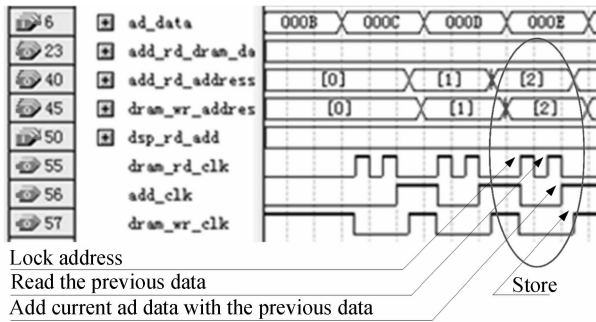 6 ad_data 000B 000C 000D 000E
23 add_rd_dram_da
40 add_rd_address [0] [1] [2]
45 dram_wr_addres [0] [1] [2]
50 dsp_rd_add
55 dram_rd_clk
56 add_clk
57 dram_wr_clk
Lock address
Read the previous data
Store
Add current ad data with the previous data